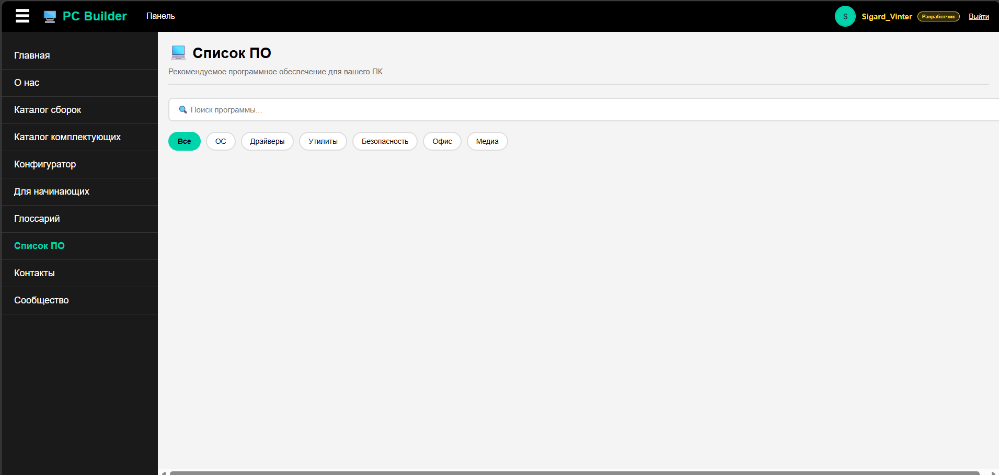 PC Builder
Панель
S
Sigard_Vinter
Разработчик
Выйти
Главная
О нас
Каталог сборок
Каталог комплектующих
Конфигуратор
Для начинающих
Глоссарий
Список ПО
Контакты
Сообщество
Список ПО
Рекомендуемое программное обеспечение для вашего ПК
Поиск программы...
Все
ОС
Драйверы
Утилиты
Безопасность
Офис
Медиа